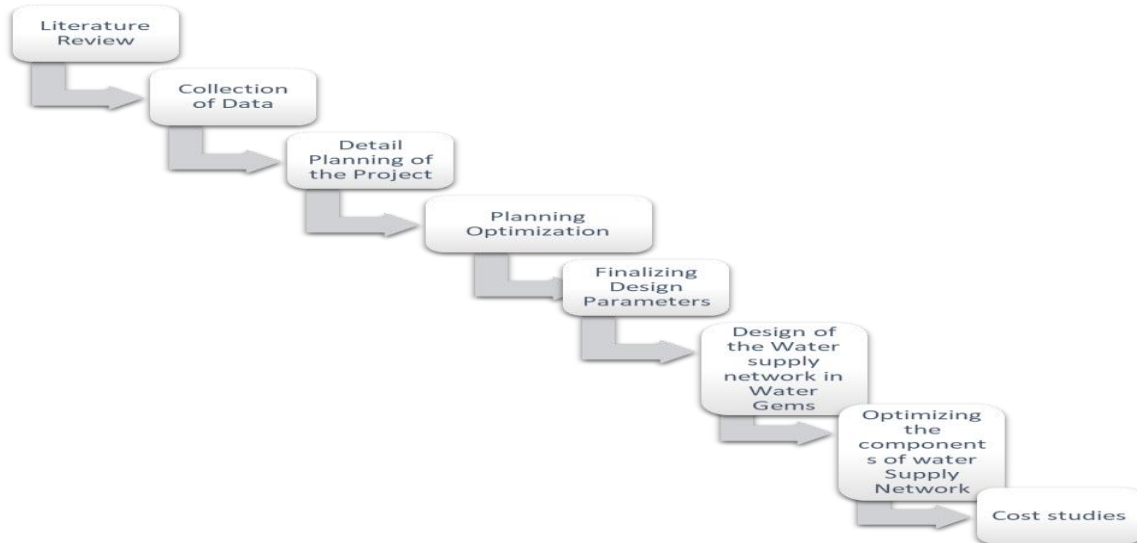 Literature
Review
Collection
of Data
Detail
Planning of
the Project
Planning
Optimization
Finalizing
Design
Parameters
Design of
the Water
supply
network in
Water
Gems
Optimizing
the
component
s of water
Supply
Network
Cost studies